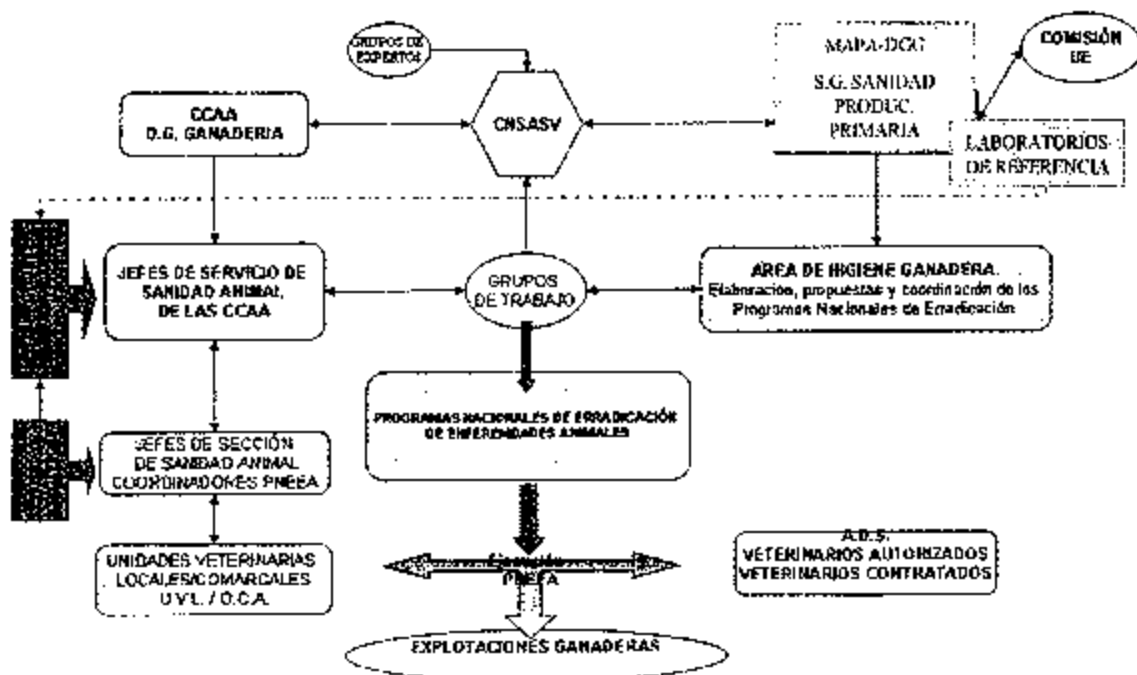 GRUPOS DE
EXPERTOS
MAPA-DGG
S.G. SANIDAD
PRODUC.
PRIMARIA
COMISIÓN
UE
CCAA
D.G. GANADERIA
CNSASV
LABORATORIOS
DE REFERENCIA
JEFES DE SERVICIO DE
SANIDAD ANIMAL
DE LAS CCAA
GRUPOS
DE TRABAJO
ÁREA DE HIGIENE GANADERA.
Elaboración, propuestas y coordinación de los
Programas Nacionales de Erradicación
PROGRAMAS NACIONALES DE ERRADICACIÓN
DE ENFERMEDADES ANIMALES
JEFES DE SECCIÓN
DE SANIDAD ANIMAL
COORDINADORES PNEEA
UNIDADES VETERINARIAS
LOCALES/COMARCALES
U.V.L. / O.C.A.
PNEEA
A.D.S.
VETERINARIOS AUTORIZADOS
VETERINARIOS CONTRATADOS
EXPLOTACIONES GANADERAS